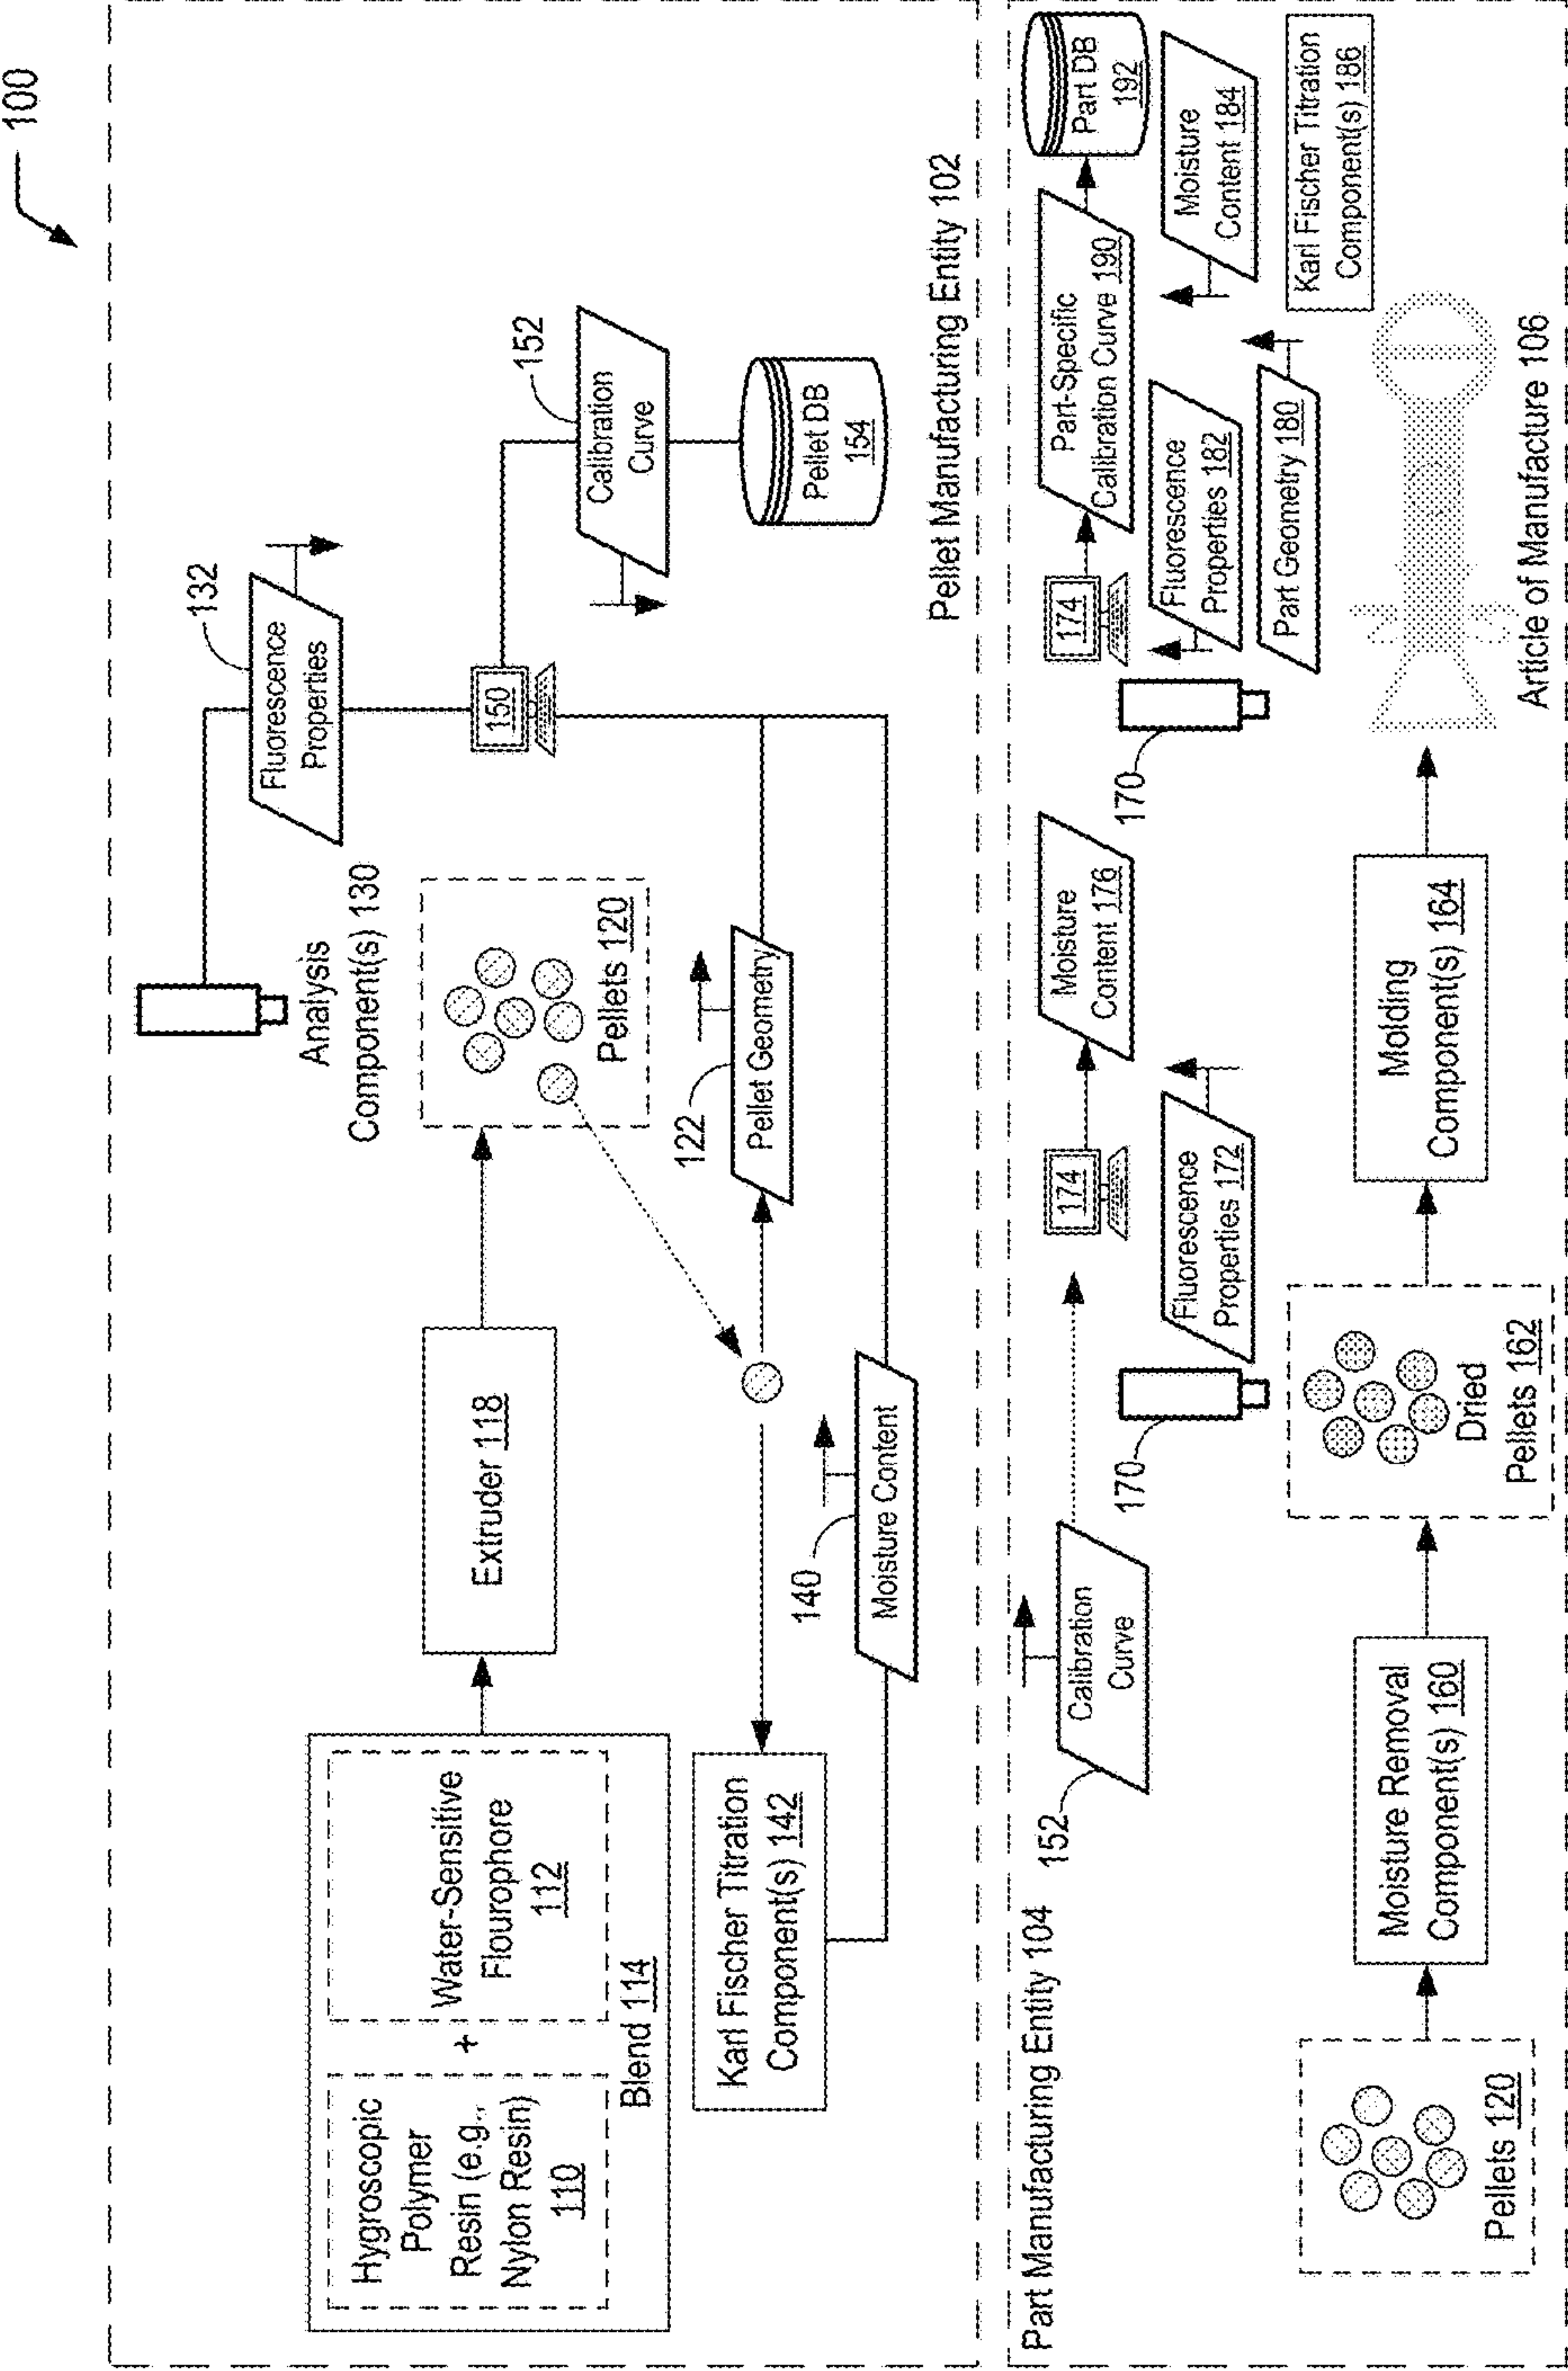 100
Hygroscopic
Polymer
Resin (e.g.,
Nylon Resin)
110
+
Water-Sensitive
Flourophore
112
Blend 114
Extruder 118
Analysis
Component(s) 130
Pellets 120
132
Fluorescence
Properties
150
152
Calibration
Curve
Pellet DB
154
122
Pellet Geometry
Karl Fischer Titration
Component(s) 142
140
Moisture Content
Pellet Manufacturing Entity 102
Part Manufacturing Entity 104
152
Calibration
Curve
174
Moisture
Content 176
170
Fluorescence
Properties 172
174
Part-Specific
Calibration Curve 190
Part DB
192
170
Fluorescence
Properties 182
Moisture
Content 184
Part Geometry 180
Karl Fischer Titration
Component(s) 186
Pellets 120
Moisture Removal
Component(s) 160
Dried
Pellets 162
Molding
Component(s) 164
Article of Manufacture 106